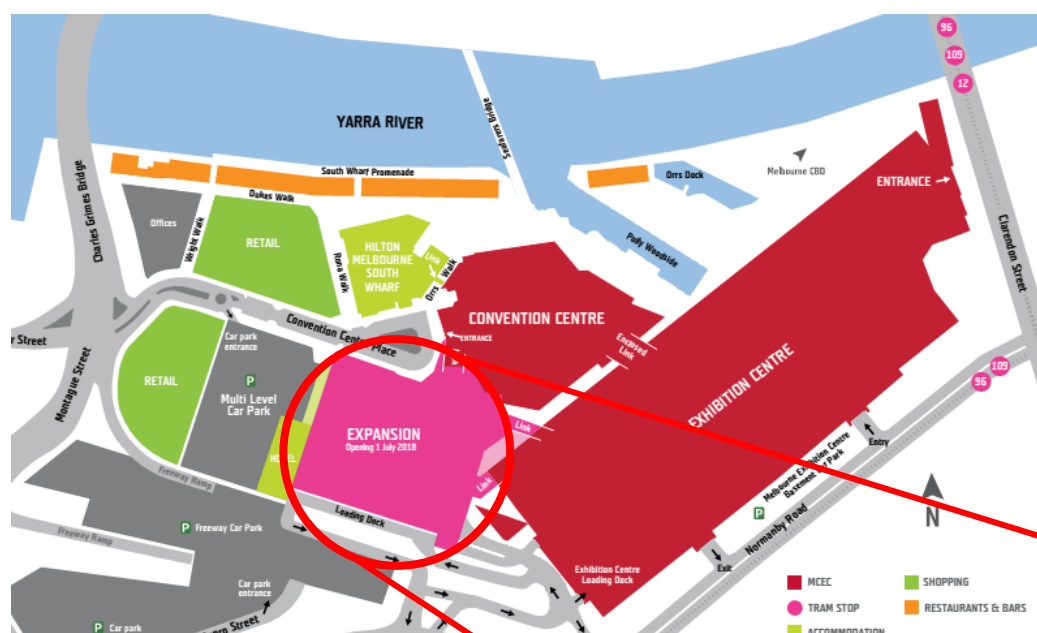 96
109
12
YARRA RIVER
Seafarers Bridge
Charles Grimes Bridge
South Wharf Promenade
Dukes Walk
Orrs Dock
Melbourne CBD
ENTRANCE
Clarendon Street
Offices
Wright Walk
RETAIL
Rona Walk
HILTON
MELBOURNE
SOUTH
WHARF
Link
Orrs Walk
Polly Woodside
CONVENTION CENTRE
ENTRANCE
Enclosed
Link
EXHIBITION CENTRE
Convention Centre Place
Car park
entrance
Street
Montague Street
RETAIL
P
Multi Level
Car Park
EXPANSION
Opening 1 July 2018
Link
Link
109
96
Entry
Melbourne Exhibition Centre
Basement Car Park
P
Normanby Road
Exit
N
Freeway Ramp
Loading Dock
P Freeway Car Park
Freeway Ramp
Car park
entrance
Exhibition Centre
Loading Dock
Street
P Car park
MCEC
SHOPPING
TRAM STOP
RESTAURANTS & BARS
ACCOMMODATION